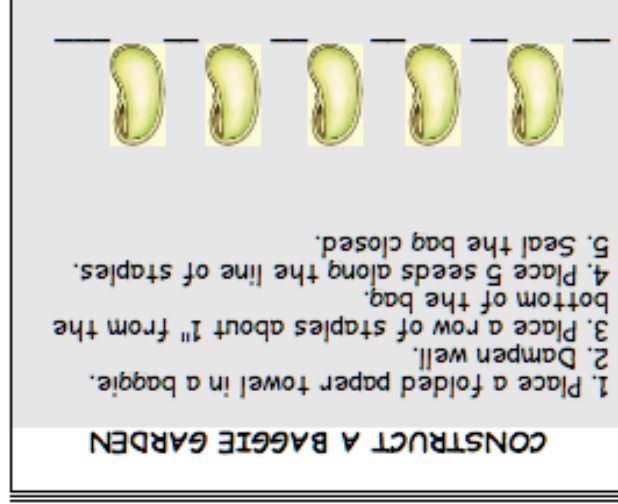 CONSTRUCT A BAGGIE GARDEN
1. Place a folded paper towel in a baggie.
2. Dampen well.
3. Place a row of staples about 1" from the
bottom of the bag.
4. Place 5 seeds along the line of staples.
5. Seal the bag closed.